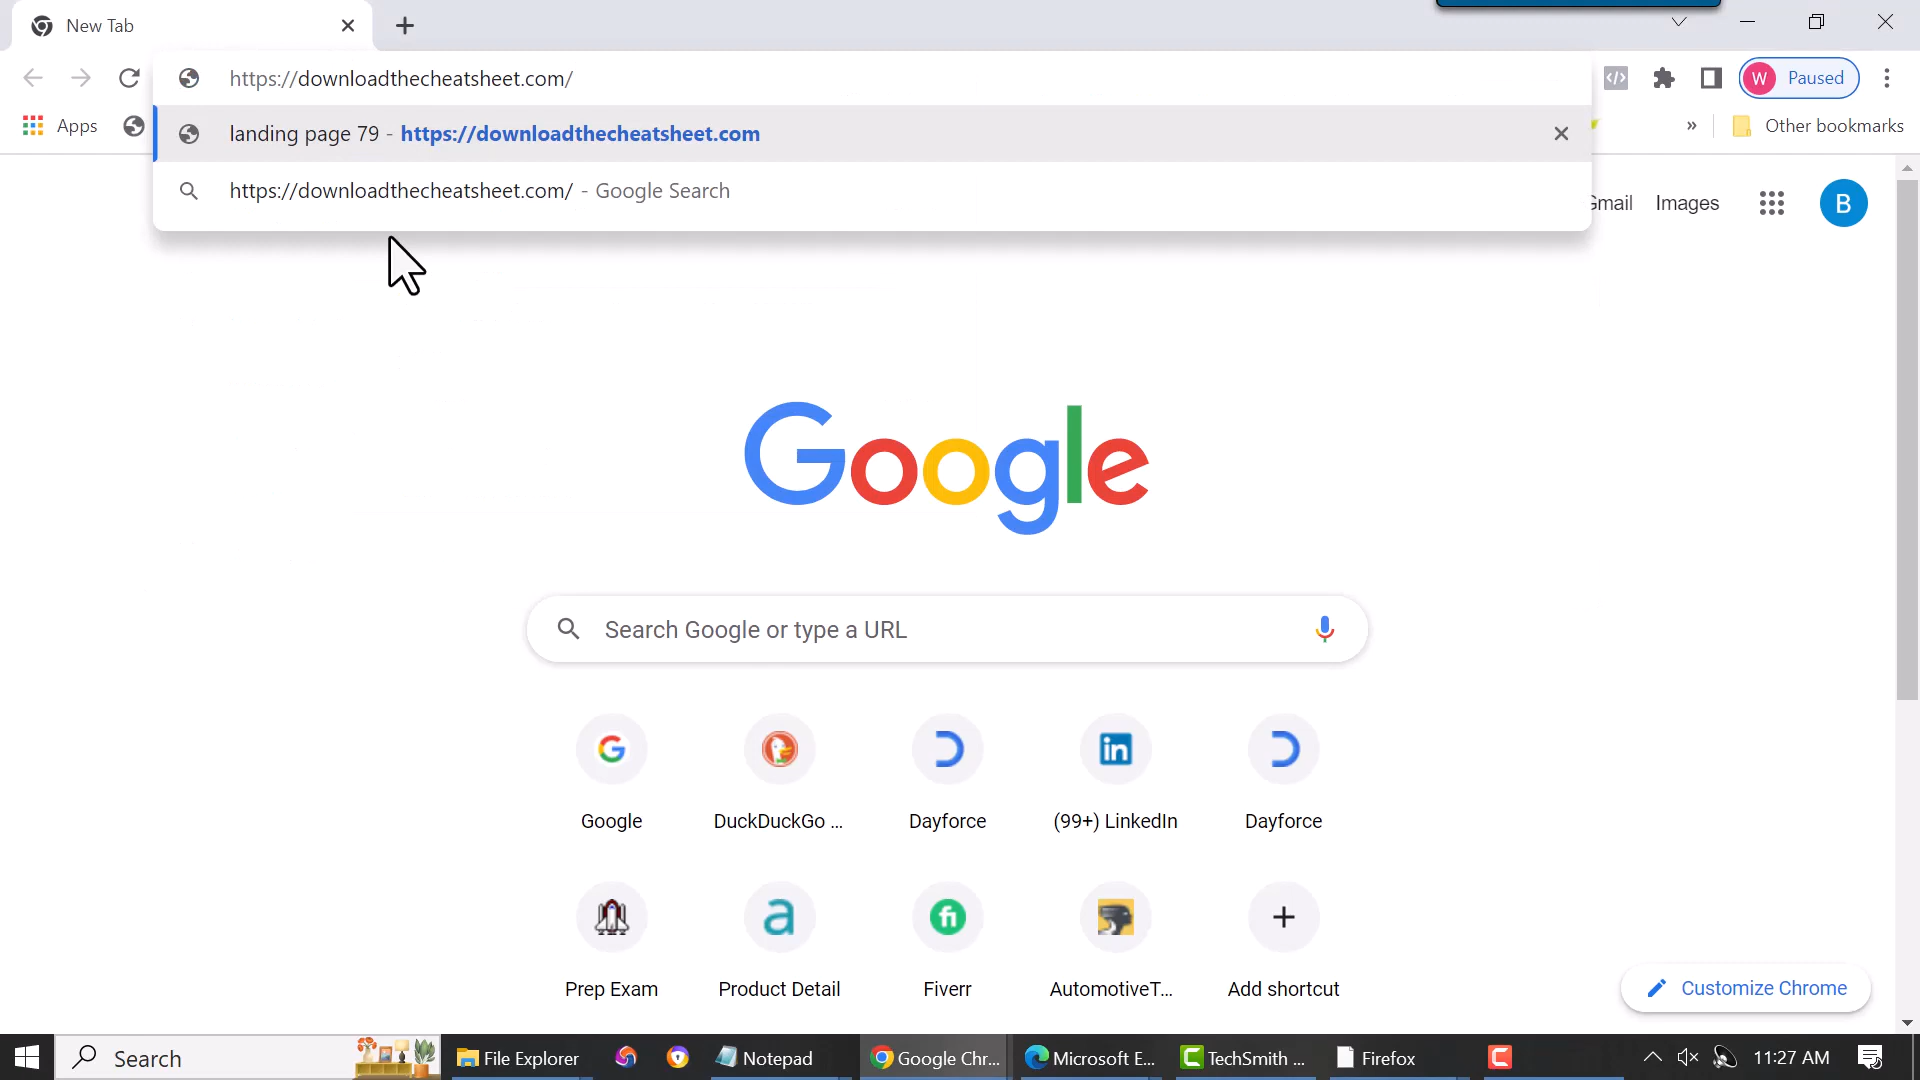 New Tab
https://downloadthecheatsheet.com/
W Paused
landing page 79 - https://downloadthecheatsheet.com
Apps
» Other bookmarks
https://downloadthecheatsheet.com/ - Google Search
Gmail Images B
Google
Search Google or type a URL
Google DuckDuckGo ... Dayforce (99+) LinkedIn Dayforce
Prep Exam Product Detail Fiverr AutomotiveT... Add shortcut
Customize Chrome
Search File Explorer Notepad Google Chr... Microsoft E... TechSmith ... Firefox 11:27 AM